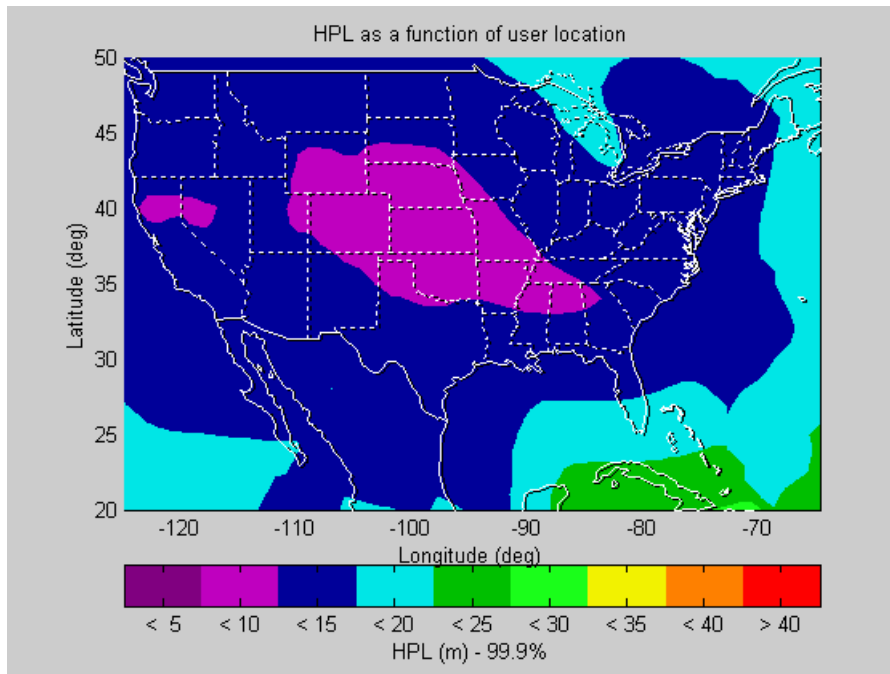 HPL as a function of user location
50
45
40
35
30
25
20
Latitude (deg)
-120 -110 -100 -90 -80 -70
Longitude (deg)
< 5 < 10 < 15 < 20 < 25 < 30 < 35 < 40 > 40
HPL (m) - 99.9%